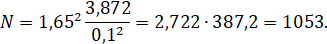 N = 1,65² 3,872/0,1² = 2,722 · 387,2 = 1053.